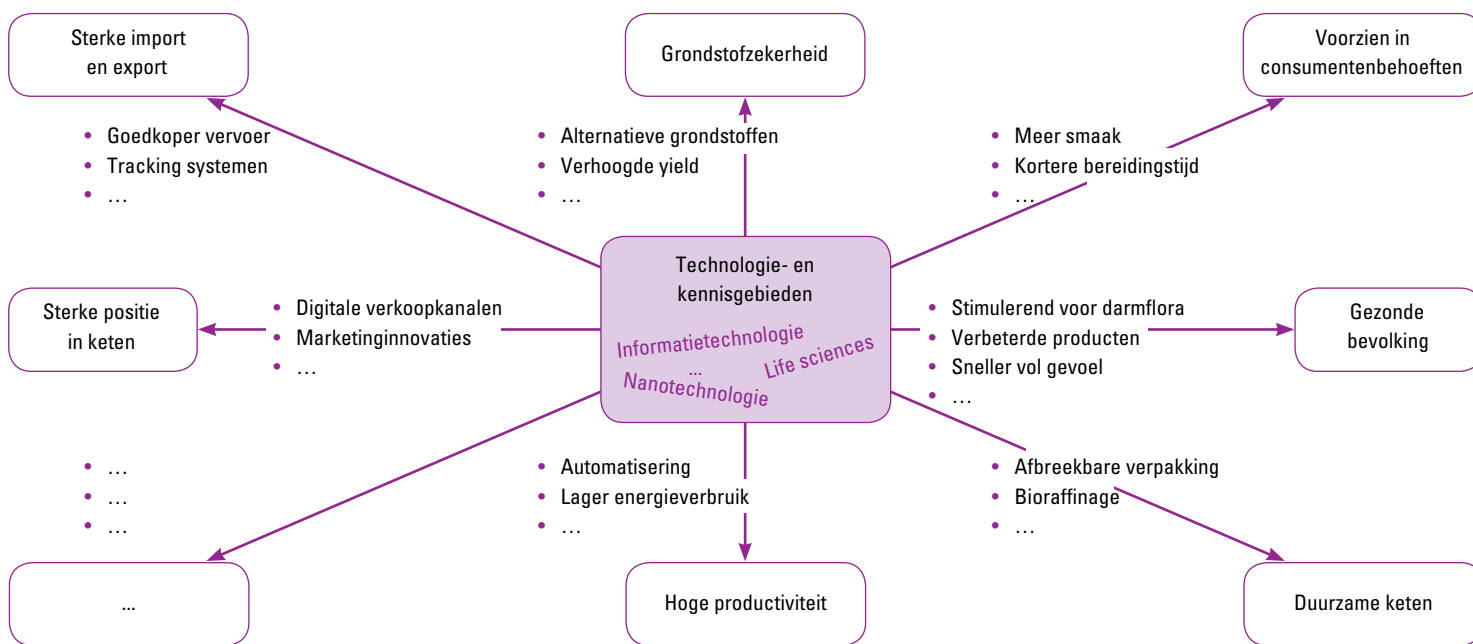 Sterke import
en export
Grondstofzekerheid
Voorzien in
consumentenbehoeften
• Goedkoper vervoer
• Tracking systemen
• …
• Alternatieve grondstoffen
• Verhoogde yield
• …
• Meer smaak
• Kortere bereidingstijd
• …
Sterke positie
in keten
• Digitale verkoopkanalen
• Marketinginnovaties
• …
Technologie- en
kennisgebieden
Informatietechnologie
...
Life sciences
Nanotechnologie
• Stimulerend voor darmflora
• Verbeterde producten
• Sneller vol gevoel
• …
Gezonde
bevolking
• …
• …
• …
• Automatisering
• Lager energieverbruik
• …
• Afbreekbare verpakking
• Bioraffinage
• …
...
Hoge productiviteit
Duurzame keten